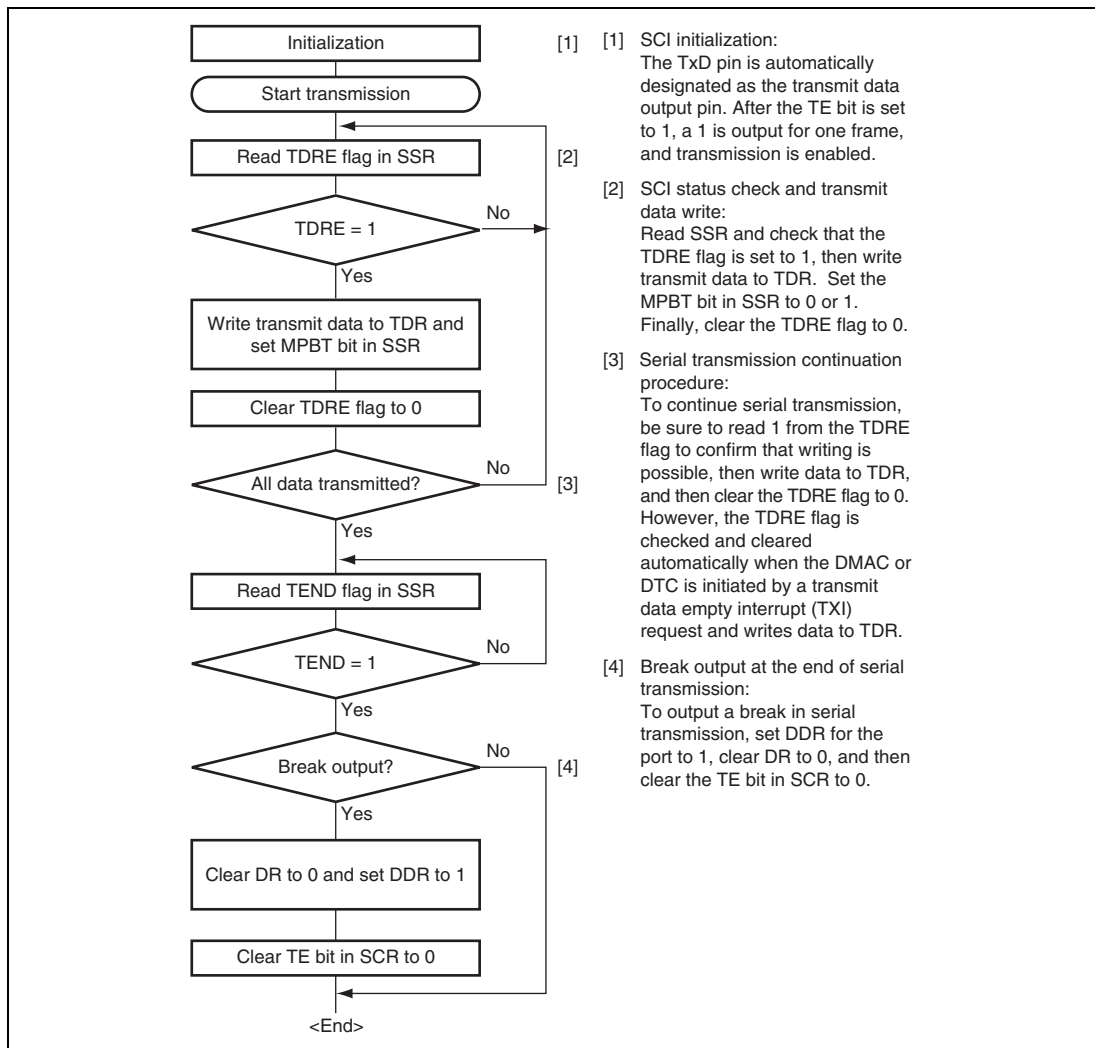 Initialization
[1]
Start transmission
Read TDRE flag in SSR
[2]
TDRE = 1
No
Yes
Write transmit data to TDR and
set MPBT bit in SSR
Clear TDRE flag to 0
All data transmitted?
No
[3]
Yes
Read TEND flag in SSR
TEND = 1
No
Yes
Break output?
No
[4]
Yes
Clear DR to 0 and set DDR to 1
Clear TE bit in SCR to 0
<End>
[1] SCI initialization:
The TxD pin is automatically
designated as the transmit data
output pin. After the TE bit is set
to 1, a 1 is output for one frame,
and transmission is enabled.
[2] SCI status check and transmit
data write:
Read SSR and check that the
TDRE flag is set to 1, then write
transmit data to TDR. Set the
MPBT bit in SSR to 0 or 1.
Finally, clear the TDRE flag to 0.
[3] Serial transmission continuation
procedure:
To continue serial transmission,
be sure to read 1 from the TDRE
flag to confirm that writing is
possible, then write data to TDR,
and then clear the TDRE flag to 0.
However, the TDRE flag is
checked and cleared
automatically when the DMAC or
DTC is initiated by a transmit
data empty interrupt (TXI)
request and writes data to TDR.
[4] Break output at the end of serial
transmission:
To output a break in serial
transmission, set DDR for the
port to 1, clear DR to 0, and then
clear the TE bit in SCR to 0.